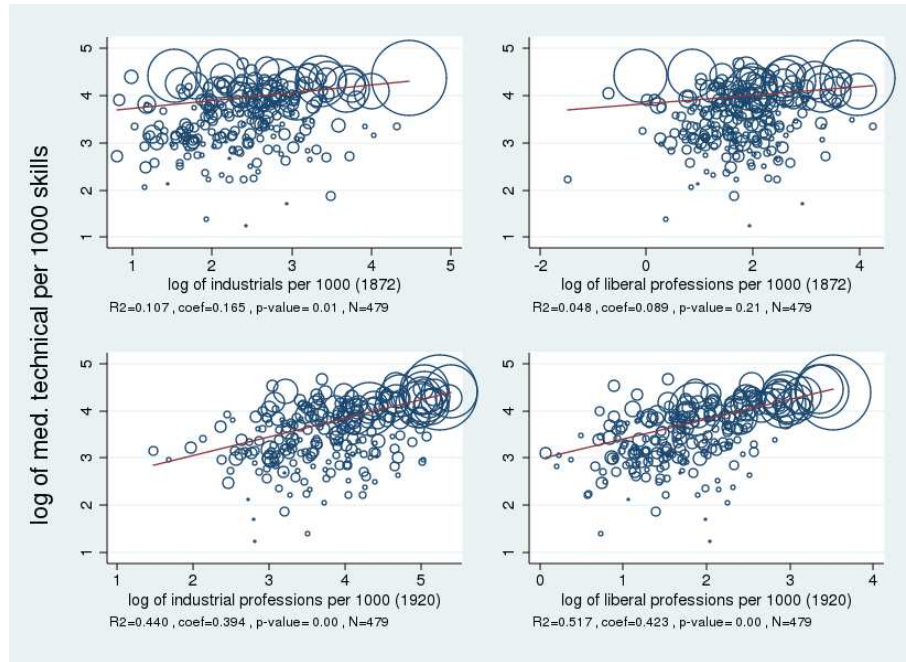 log of med. technical per 1000 skills
5
4
3
2
1
1 2 3 4 5
log of industrials per 1000 (1872)
R2=0.107 , coef=0.165 , p-value= 0.01 , N=479
5
4
3
2
1
-2 0 2 4
log of liberal professions per 1000 (1872)
R2=0.048 , coef=0.089 , p-value= 0.21 , N=479
5
4
3
2
1
1 2 3 4 5
log of industrial professions per 1000 (1920)
R2=0.440 , coef=0.394 , p-value= 0.00 , N=479
5
4
3
2
1
0 1 2 3 4
log of liberal professions per 1000 (1920)
R2=0.517 , coef=0.423 , p-value= 0.00 , N=479